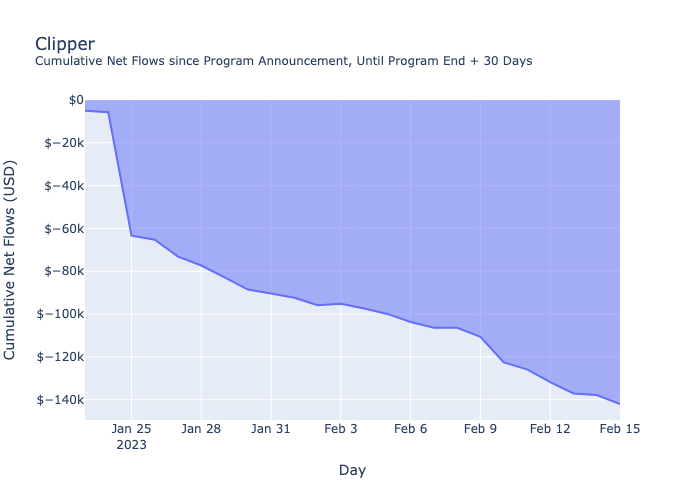 Clipper
Cumulative Net Flows since Program Announcement, Until Program End + 30 Days
$0
$−20k
$−40k
$−60k
$−80k
$−100k
$−120k
$−140k
Cumulative Net Flows (USD)
Jan 25
2023
Jan 28
Jan 31
Feb 3
Feb 6
Feb 9
Feb 12
Feb 15
Day